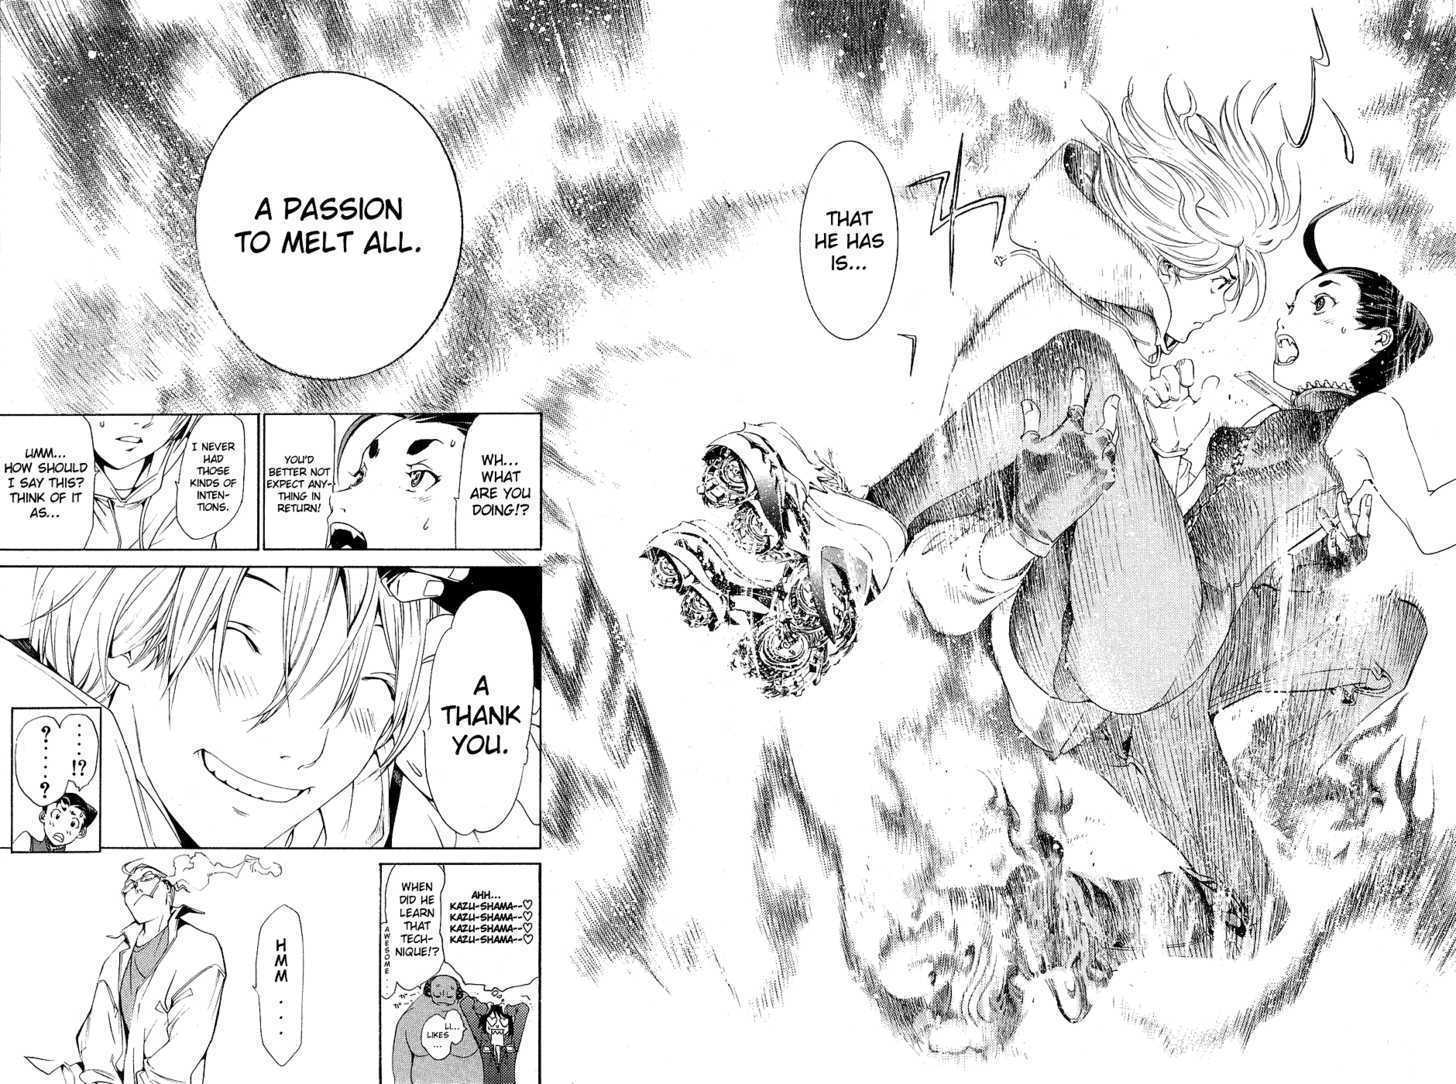 THAT
HE HAS
IS...
A PASSION
TO MELT ALL.
WH...
WHAT
ARE YOU
DOING!?
YOU'D
BETTER NOT
EXPECT ANY-
THING IN
RETURN!
I NEVER
HAD
THOSE
KINDS OF
INTEN-
TIONS.
UMM...
HOW SHOULD
I SAY THIS?
THINK OF IT
AS...
A
THANK
YOU.
......!?
?.....?
AHH...
KAZU-SHAMA--♡
KAZU-SHAMA--♡
KAZU-SHAMA--♡
KAZU-SHAMA--♡
WHEN
DID HE
LEARN
THAT
TECH-
NIQUE!?
AWESOME
LI...
LIKES
...
HMM....